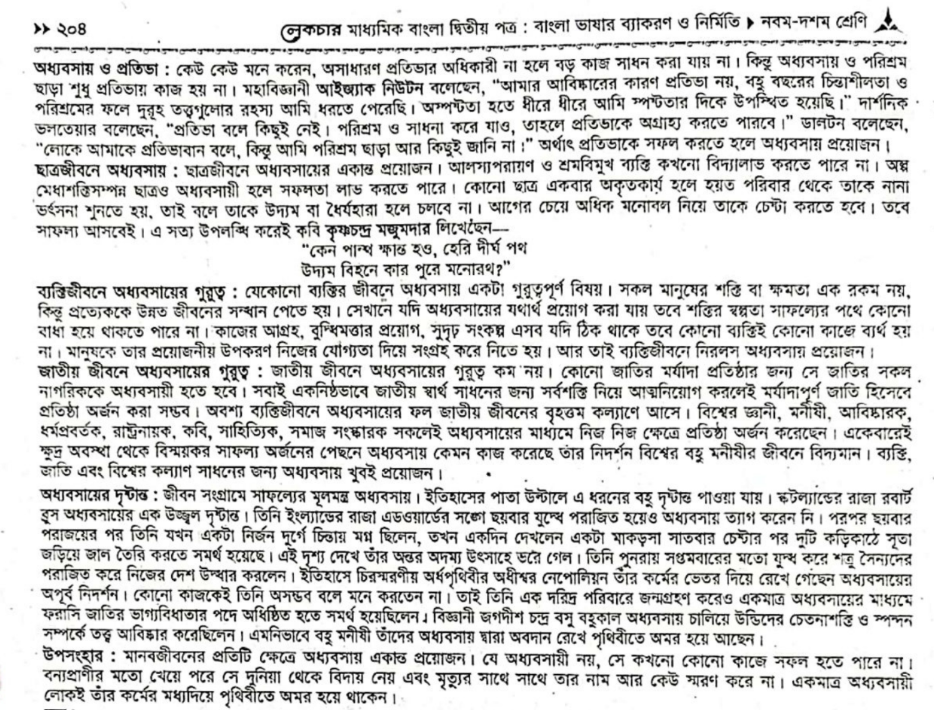 >> ২০৪
লেকচার মাধ্যমিক বাংলা দ্বিতীয় পত্র : বাংলা ভাষার ব্যাকরণ ও নির্মিতি ▶ নবম-দশম শ্রেণি
অধ্যবসায় ও প্রতিভা : কেউ কেউ মনে করেন, অসাধারণ প্রতিভার অধিকারী না হলে বড় কাজ সাধন করা যায় না। কিন্তু অধ্যবসায় ও পরিশ্রম
ছাড়া শুধু প্রতিভায় কাজ হয় না। মহাবিজ্ঞানী আইজ্যাক নিউটন বলেছেন, “আমার আবিষ্কারের কারণ প্রতিভা নয়, বহু বছরের চিন্তাশীলতা ও
পরিশ্রমের ফলে দুরূহ তত্ত্বগুলোর রহস্য আমি ধরতে পেরেছি। অস্পষ্টতা হতে ধীরে ধীরে আমি স্পষ্টতার দিকে উপস্থিত হয়েছি।” দার্শনিক
ভলতেয়ার বলেছেন, “প্রতিভা বলে কিছুই নেই। পরিশ্রম ও সাধনা করে যাও, তাহলে প্রতিভাকে অগ্রাহ্য করতে পারবে।” ডালটন বলেছেন,
“লোকে আমাকে প্রতিভাবান বলে, কিন্তু আমি পরিশ্রম ছাড়া আর কিছুই জানি না।” অর্থাৎ প্রতিভাকে সফল করতে হলে অধ্যবসায় প্রয়োজন।
ছাত্রজীবনে অধ্যবসায় : ছাত্রজীবনে অধ্যবসায়ের একান্ত প্রয়োজন। আলস্যপরায়ণ ও শ্রমবিমুখ ব্যক্তি কখনো বিদ্যালাভ করতে পারে না। অল্প
মেধাশক্তিসম্পন্ন ছাত্রও অধ্যবসায়ী হলে সফলতা লাভ করতে পারে। কোনো ছাত্র একবার অকৃতকার্য হলে হয়ত পরিবার থেকে তাকে নানা
ভর্ৎসনা শুনতে হয়, তাই বলে তাকে উদ্যম বা ধৈর্যহারা হলে চলবে না। আগের চেয়ে অধিক মনোবল নিয়ে তাকে চেষ্টা করতে হবে। তবে
সাফল্য আসবেই। এ সত্য উপলব্ধি করেই কবি কৃষ্ণচন্দ্র মজুমদার লিখেছেন—
“কেন পান্থ ক্ষান্ত হও, হেরি দীর্ঘ পথ
উদ্যম বিহনে কার পুরে মনোরথ?”
ব্যক্তিজীবনে অধ্যবসায়ের গুরুত্ব : যেকোনো ব্যক্তির জীবনে অধ্যবসায় একটা গুরুত্বপূর্ণ বিষয়। সকল মানুষের শক্তি বা ক্ষমতা এক রকম নয়,
কিন্তু প্রত্যেককে উন্নত জীবনের সন্ধান পেতে হয়। সেখানে যদি অধ্যবসায়ের যথার্থ প্রয়োগ করা যায় তবে শক্তির স্বল্পতা সাফল্যের পথে কোনো
বাধা হয়ে থাকতে পারে না। কাজের আগ্রহ, বুদ্ধিমত্তার প্রয়োগ, সুদৃঢ় সংকল্প এসব যদি ঠিক থাকে তবে কোনো ব্যক্তিই কোনো কাজে ব্যর্থ হয়
না। মানুষকে তার প্রয়োজনীয় উপকরণ নিজের যোগ্যতা দিয়ে সংগ্রহ করে নিতে হয়। আর তাই ব্যক্তিজীবনে নিরলস অধ্যবসায় প্রয়োজন।
জাতীয় জীবনে অধ্যবসায়ের গুরুত্ব : জাতীয় জীবনে অধ্যবসায়ের গুরুত্ব কম নয়। কোনো জাতির মর্যাদা প্রতিষ্ঠার জন্য সে জাতির সকল
নাগরিককে অধ্যবসায়ী হতে হবে। সবাই একনিষ্ঠভাবে জাতীয় স্বার্থ সাধনের জন্য সর্বশক্তি নিয়ে আত্মনিয়োগ করলেই মর্যাদাপূর্ণ জাতি হিসেবে
প্রতিষ্ঠা অর্জন করা সম্ভব। অবশ্য ব্যক্তিজীবনে অধ্যবসায়ের ফল জাতীয় জীবনের বৃহত্তম কল্যাণে আসে। বিশ্বের জ্ঞানী, মনীষী, আবিষ্কারক,
ধর্মপ্রবর্তক, রাষ্ট্রনায়ক, কবি, সাহিত্যিক, সমাজ সংস্কারক সকলেই অধ্যবসায়ের মাধ্যমে নিজ নিজ ক্ষেত্রে প্রতিষ্ঠা অর্জন করেছেন। একেবারেই
ক্ষুদ্র অবস্থা থেকে বিস্ময়কর সাফল্য অর্জনের পেছনে অধ্যবসায় কেমন কাজ করেছে তাঁর নিদর্শন বিশ্বের বহু মনীষীর জীবনে বিদ্যমান। ব্যক্তি,
জাতি এবং বিশ্বের কল্যাণ সাধনের জন্য অধ্যবসায় খুবই প্রয়োজন।
অধ্যবসায়ের দৃষ্টান্ত : জীবন সংগ্রামে সাফল্যের মূলমন্ত্র অধ্যবসায়। ইতিহাসের পাতা উল্টালে এ ধরনের বহু দৃষ্টান্ত পাওয়া যায়। স্কটল্যান্ডের রাজা রবার্ট
ব্রুস অধ্যবসায়ের এক উজ্জ্বল দৃষ্টান্ত। তিনি ইংল্যান্ডের রাজা এডওয়ার্ডের সঙ্গে ছয়বার যুদ্ধে পরাজিত হয়েও অধ্যবসায় ত্যাগ করেন নি। পরপর ছয়বার
পরাজয়ের পর তিনি যখন একটা নির্জন দুর্গে চিন্তায় মগ্ন ছিলেন, তখন একদিন দেখলেন একটা মাকড়সা সাতবার চেষ্টার পর দুটি কড়িকাঠে সূতা
জড়িয়ে জাল তৈরি করতে সমর্থ হয়েছে। এই দৃশ্য দেখে তাঁর অন্তর অদম্য উৎসাহে ভরে গেল। তিনি পুনরায় সপ্তমবারের মতো যুদ্ধ করে শত্রু সৈন্যদের
পরাজিত করে নিজের দেশ উদ্ধার করলেন। ইতিহাসে চিরস্মরণীয় অর্ধপৃথিবীর অধীশ্বর নেপোলিয়ন তাঁর কর্মের ভেতর দিয়ে রেখে গেছেন অধ্যবসায়ের
অপূর্ব নিদর্শন। কোনো কাজকেই তিনি অসম্ভব বলে মনে করতেন না। তাই তিনি এক দরিদ্র পরিবারে জন্মগ্রহণ করেও একমাত্র অধ্যবসায়ের মাধ্যমে
ফরাসি জাতির ভাগ্যবিধাতার পদে অধিষ্ঠিত হতে সমর্থ হয়েছিলেন। বিজ্ঞানী জগদীশ চন্দ্র বসু বহুকাল অধ্যবসায় চালিয়ে উদ্ভিদের চেতনাশক্তি ও স্পন্দন
সম্পর্কে তত্ত্ব আবিষ্কার করেছিলেন। এমনিভাবে বহু মনীষী তাঁদের অধ্যবসায় দ্বারা অবদান রেখে পৃথিবীতে অমর হয়ে আছেন।
উপসংহার : মানবজীবনের প্রতিটি ক্ষেত্রে অধ্যবসায় একান্ত প্রয়োজন। যে অধ্যবসায়ী নয়, সে কখনো কোনো কাজে সফল হতে পারে না।
বন্যপ্রাণীর মতো খেয়ে পরে সে দুনিয়া থেকে বিদায় নেয় এবং মৃত্যুর সাথে সাথে তার নাম আর কেউ স্মরণ করে না। একমাত্র অধ্যবসায়ী
লোকই তাঁর কর্মের মধ্যদিয়ে পৃথিবীতে অমর হয়ে থাকেন।